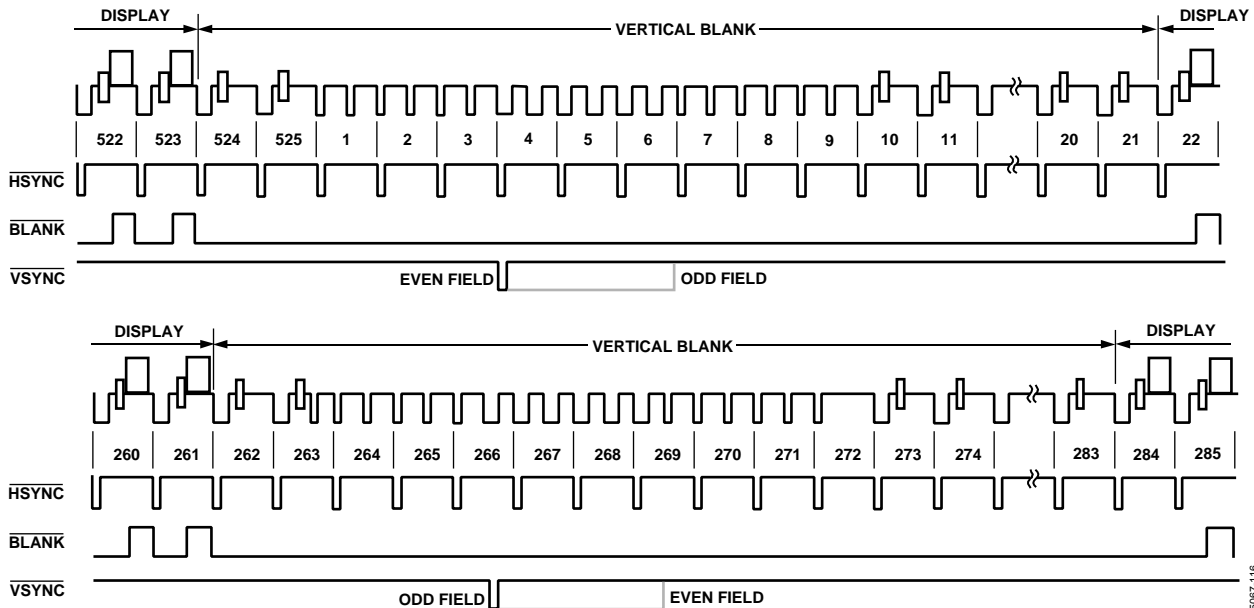 DISPLAY VERTICAL BLANK DISPLAY
522 523 524 525 1 2 3 4 5 6 7 8 9 10 11 20 21 22
HSYNC
BLANK
VSYNC EVEN FIELD ODD FIELD
DISPLAY VERTICAL BLANK DISPLAY
260 261 262 263 264 265 266 267 268 269 270 271 272 273 274 283 284 285
HSYNC
BLANK
VSYNC ODD FIELD EVEN FIELD